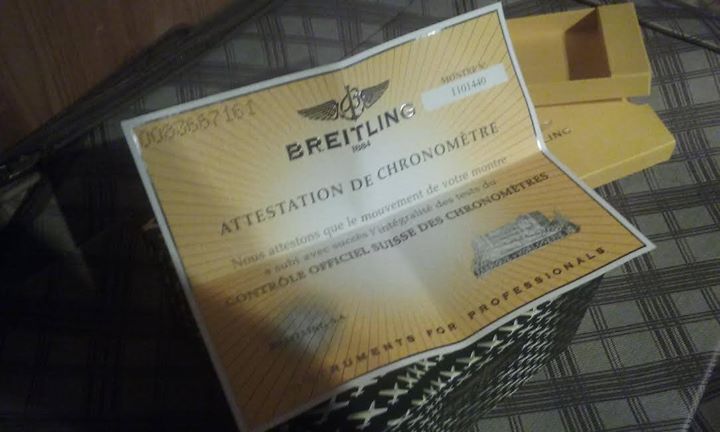 0083687161
MONTRE N°
1101440
BREITLING
1884
ATTESTATION DE CHRONOMÈTRE
Nous attestons que le mouvement de votre montre
a subi avec succès l'intégralité des tests du
CONTRÔLE OFFICIEL SUISSE DES CHRONOMÈTRES
INSTRUMENTS FOR PROFESSIONALS